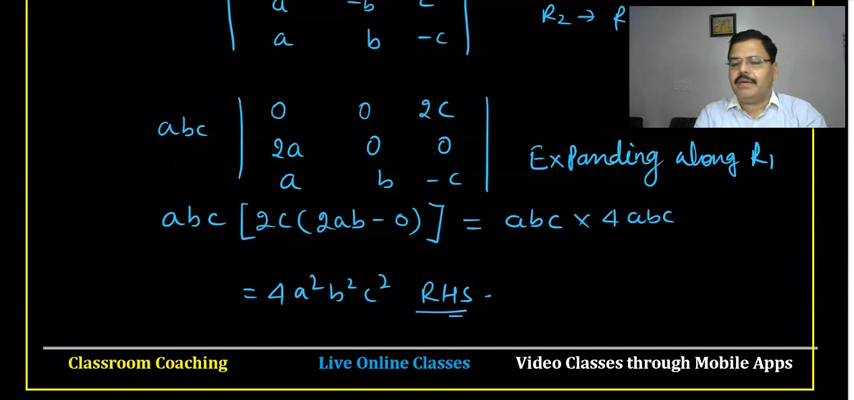 a -b c
R₂ →
a b -c
abc | 0 0 2c |
| 2a 0 0 |
| a b -c |
Expanding along R₁
abc [2c(2ab - 0)] = abc × 4abc
= 4a²b²c² RHS -
Classroom Coaching Live Online Classes Video Classes through Mobile Apps